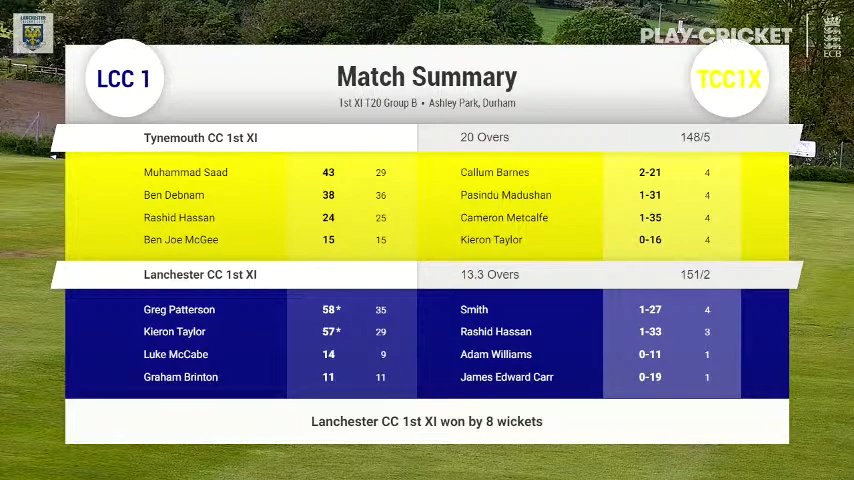 LANCHESTER
PLAY-CRICKET
ECB
LCC 1
Match Summary
TCC1X
1st XI T20 Group B • Ashley Park, Durham
Tynemouth CC 1st XI 20 Overs 148/5
Muhammad Saad 43 29 Callum Barnes 2-21 4
Ben Debnam 38 36 Pasindu Madushan 1-31 4
Rashid Hassan 24 25 Cameron Metcalfe 1-35 4
Ben Joe McGee 15 15 Kieron Taylor 0-16 4
Lanchester CC 1st XI 13.3 Overs 151/2
Greg Patterson 58* 35 Smith 1-27 4
Kieron Taylor 57* 29 Rashid Hassan 1-33 3
Luke McCabe 14 9 Adam Williams 0-11 1
Graham Brinton 11 11 James Edward Carr 0-19 1
Lanchester CC 1st XI won by 8 wickets